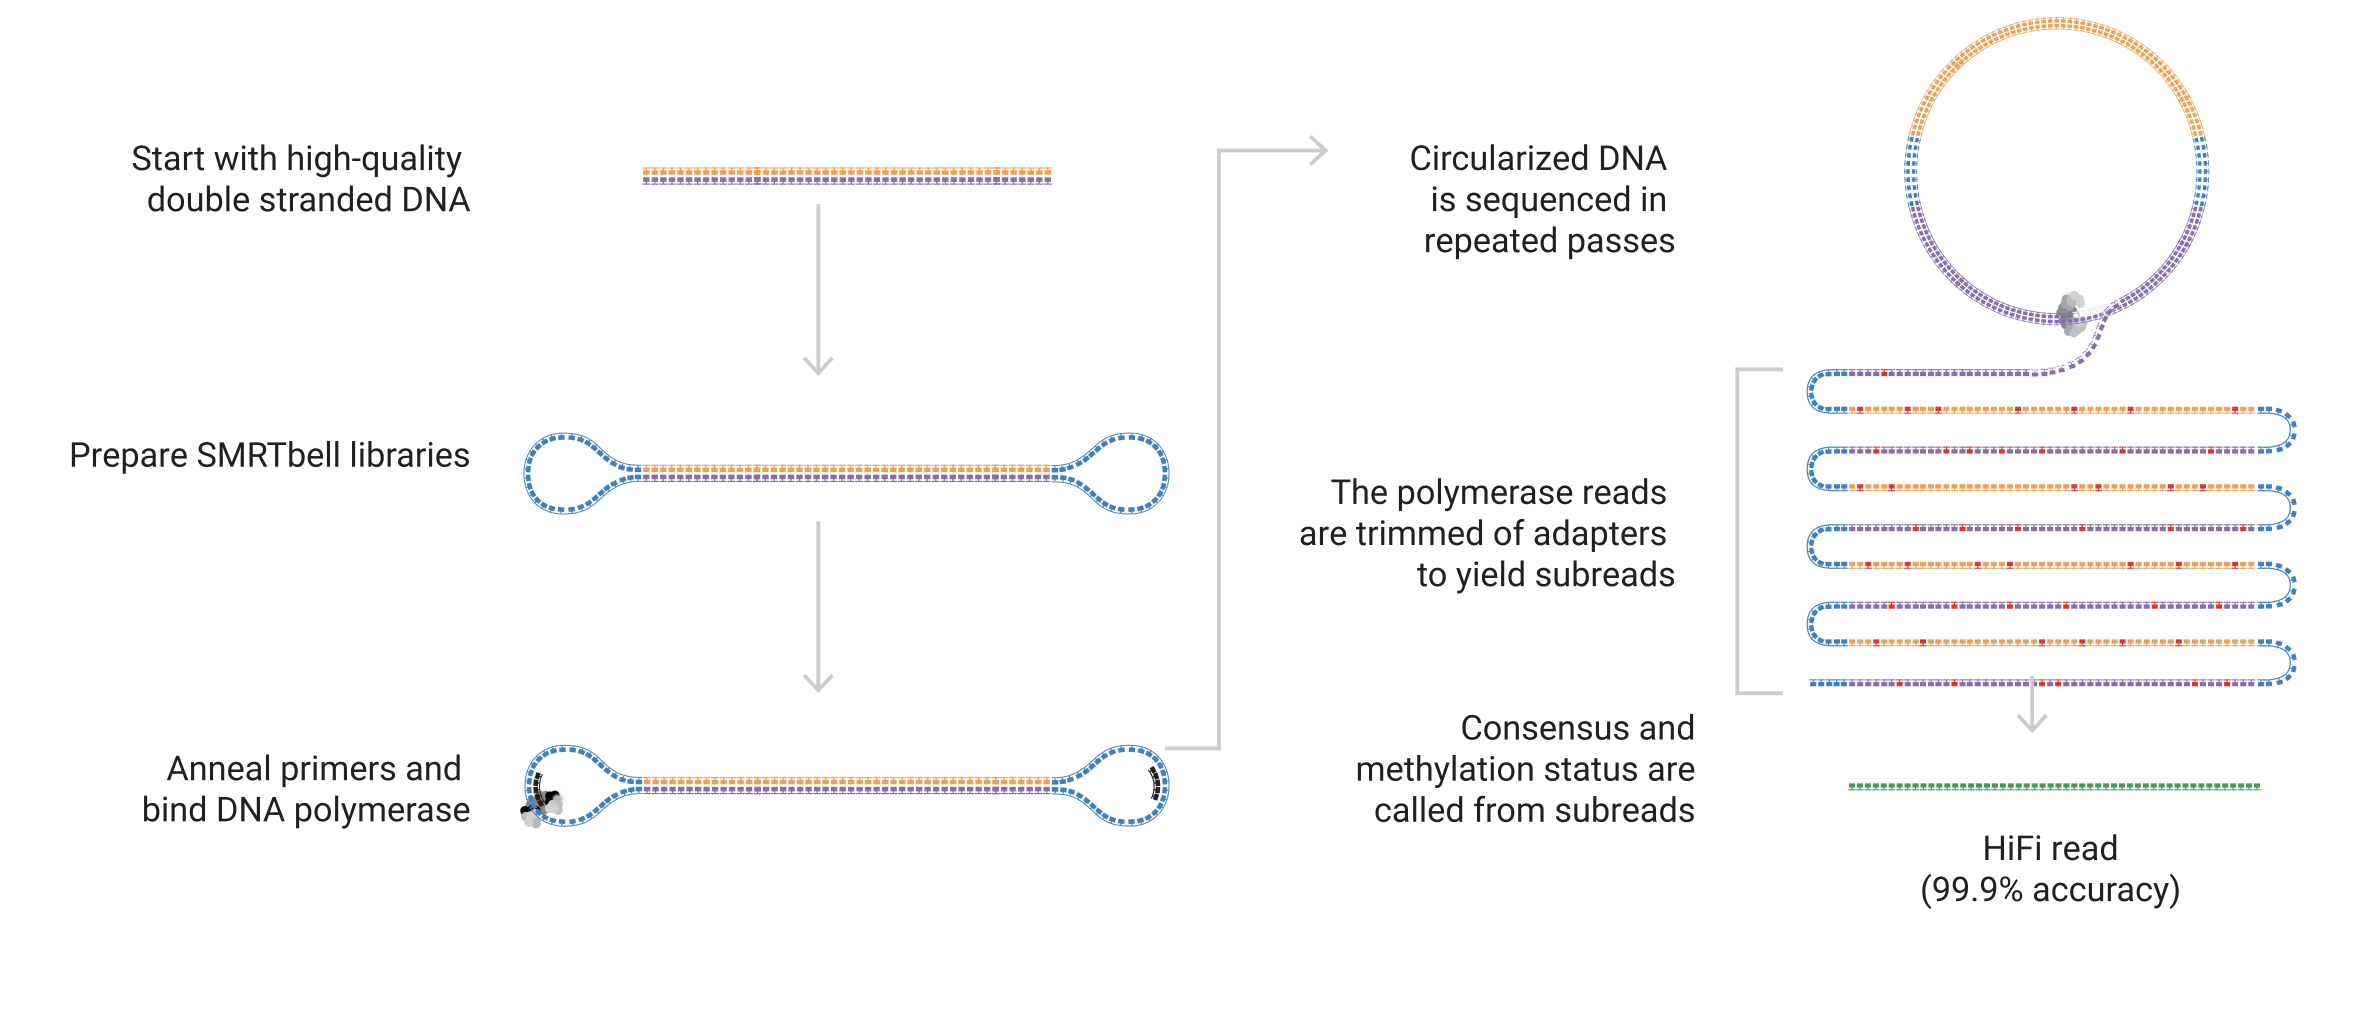 Start with high-quality
double stranded DNA
Prepare SMRTbell libraries
Anneal primers and
bind DNA polymerase
Circularized DNA
is sequenced in
repeated passes
The polymerase reads
are trimmed of adapters
to yield subreads
Consensus and
methylation status are
called from subreads
HiFi read
(99.9% accuracy)